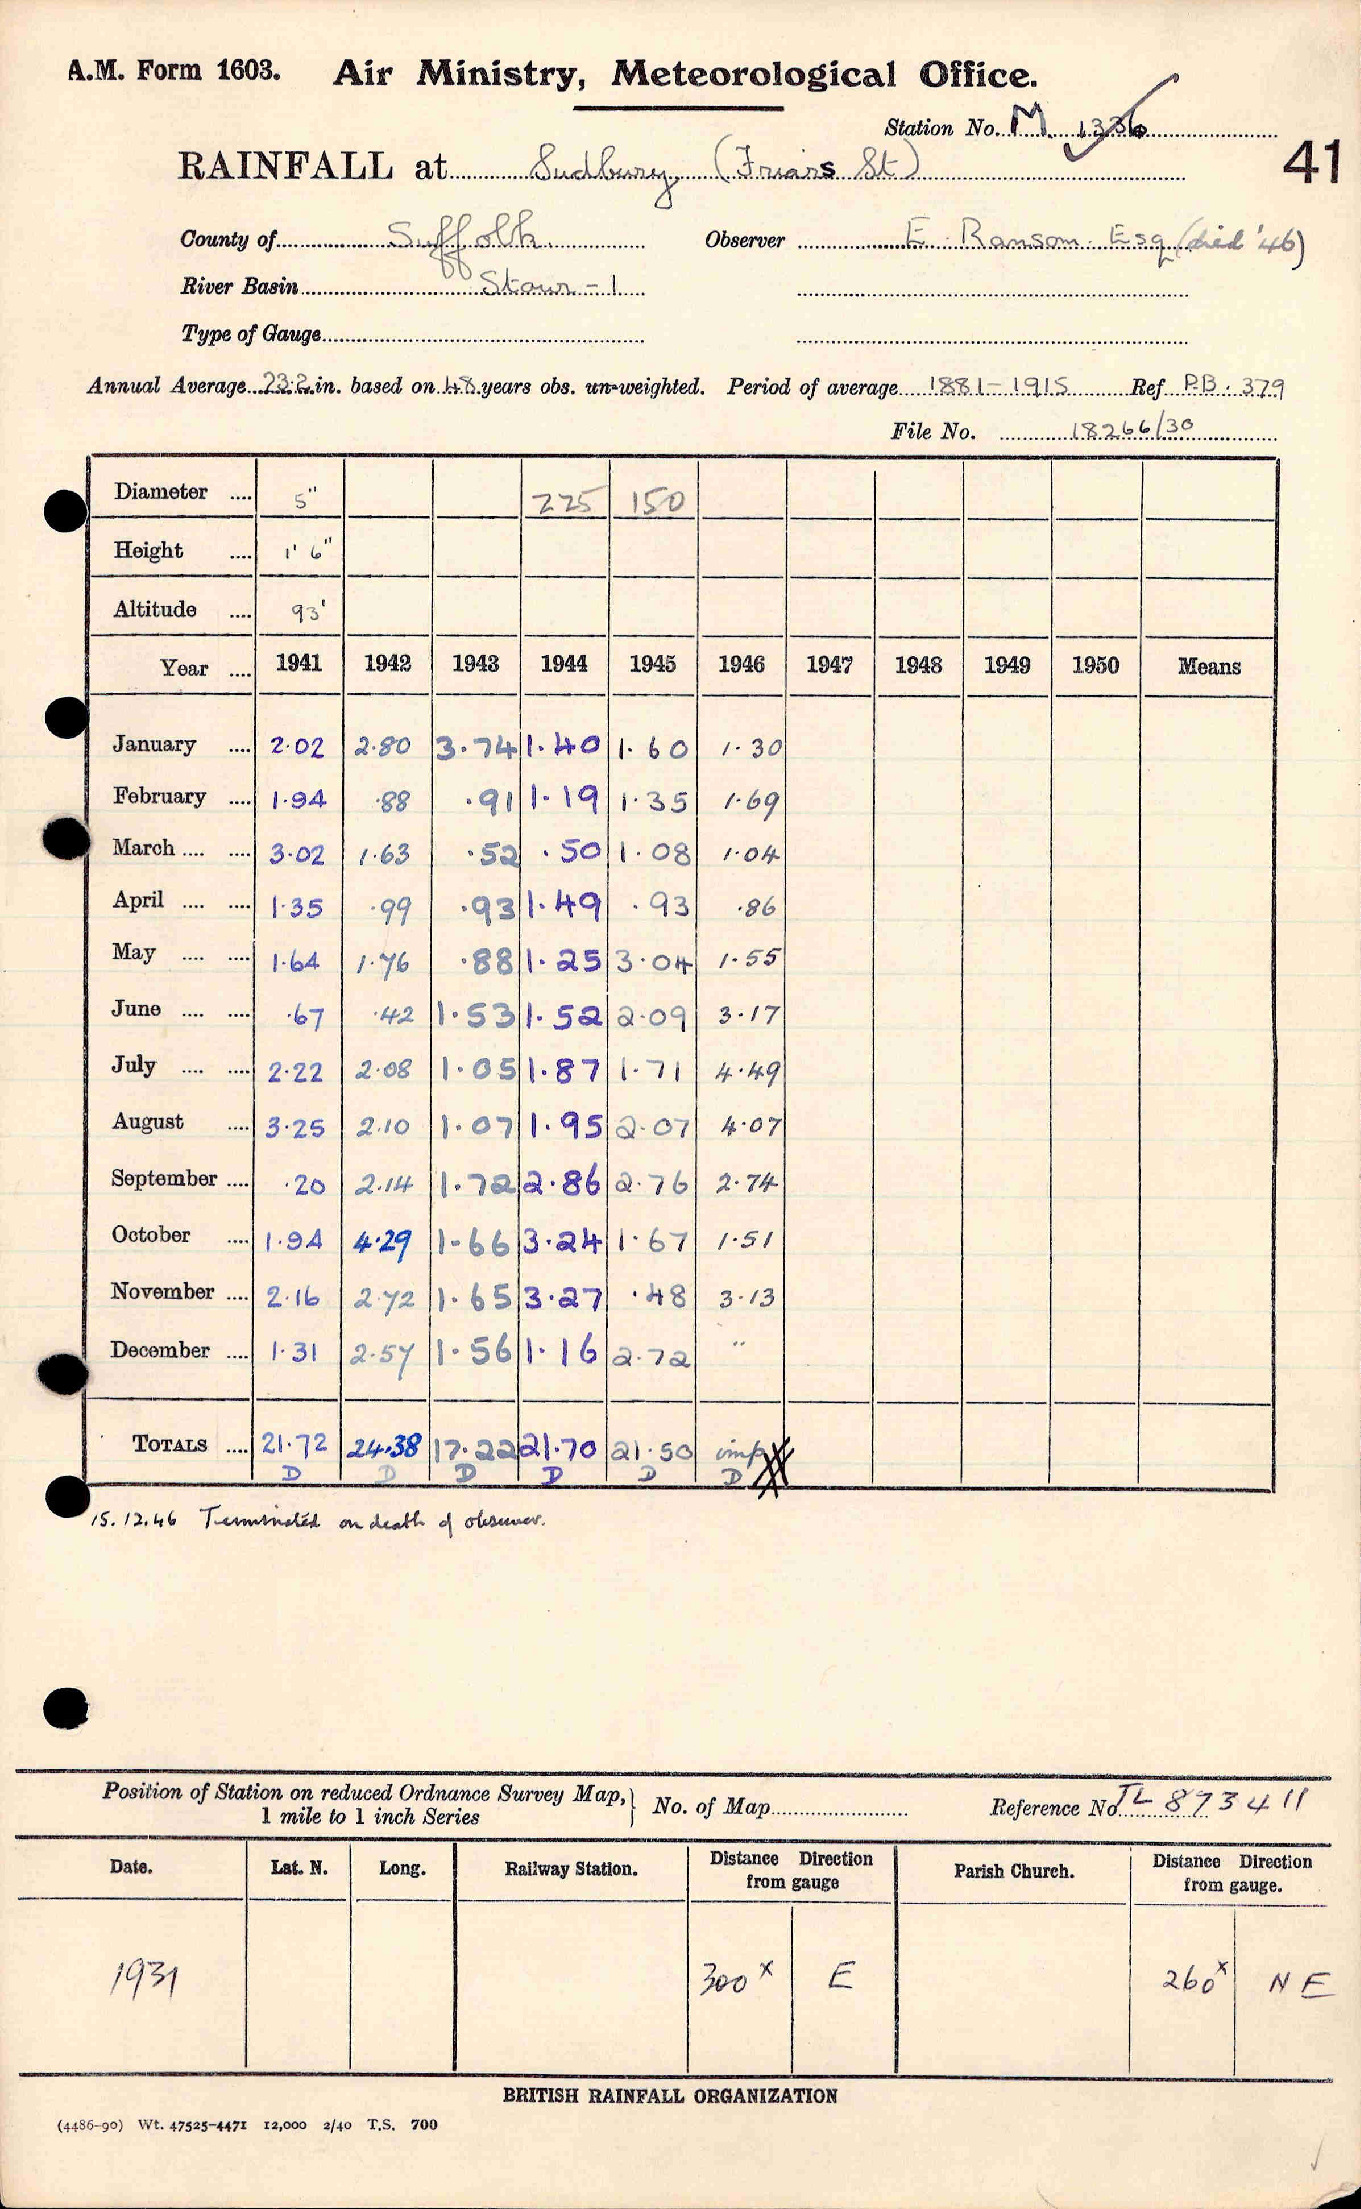 A.M. Form 1603. Air Ministry, Meteorological Office.
Station No. M. 1336
41
RAINFALL at Sudbury (Friars St)
County of Suffolk Observer E. Ransom Esq (died '46)
River Basin Stour - 1
Type of Gauge
Annual Average 23.2 in. based on 48 years obs. un-weighted. Period of average 1881-1915 Ref P.B. 379
File No. 18266/30
Diameter .... 5" 225 150
Height .... 1' 6"
Altitude .... 93'
Year .... 1941 1942 1943 1944 1945 1946 1947 1948 1949 1950 Means
January .... 2.02 2.80 3.74 1.40 1.60 1.30
February .... 1.94 .88 .91 1.19 1.35 1.69
March .... .... 3.02 1.63 .52 .50 1.08 1.04
April .... .... 1.35 .99 .93 1.49 .93 .86
May .... .... 1.64 1.76 .88 1.25 3.04 1.55
June .... .... .67 .42 1.53 1.52 2.09 3.17
July .... .... 2.22 2.08 1.05 1.87 1.71 4.49
August .... 3.25 2.10 1.07 1.95 2.07 4.07
September .... .20 2.14 1.72 2.86 2.76 2.74
October .... 1.94 4.29 1.66 3.24 1.67 1.51
November .... 2.16 2.72 1.65 3.27 .48 3.13
December .... 1.31 2.57 1.56 1.16 2.72 "
TOTALS .... 21.72 24.38 17.22 21.70 21.50 imp
D D D D D D
15.12.46 Terminated on death of observer.
Position of Station on reduced Ordnance Survey Map, 1 mile to 1 inch Series } No. of Map Reference No. TL 873411
Date. Lat. N. Long. Railway Station. Distance from gauge Direction Parish Church. Distance from gauge. Direction
1931 300x E 260x N E
BRITISH RAINFALL ORGANIZATION
(4486-90) Wt. 47525-4471 12,000 2/40 T.S. 700